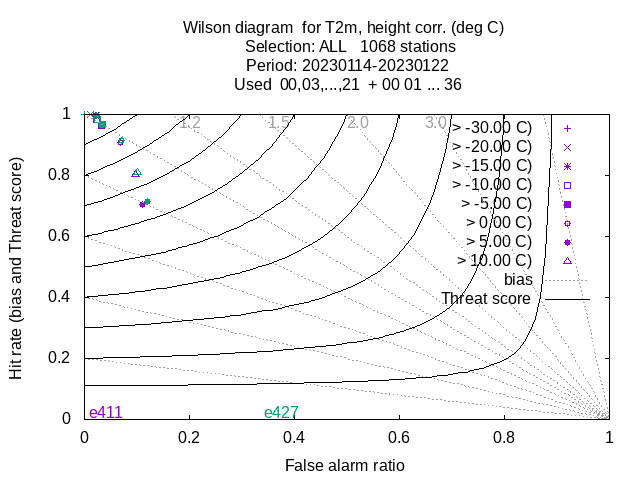 Wilson diagram  for T2m, height corr. (deg C)
Selection: ALL   1068 stations
Period: 20230114-20230122
Used  00,03,...,21  + 00 01 ... 36
Hit rate (bias and Threat score)
1
0.8
0.6
0.4
0.2
0
0
0.2
0.4
0.6
0.8
1
False alarm ratio
1.2
1.5
2.0
3.0
> -30.00 C)
> -20.00 C)
> -15.00 C)
> -10.00 C)
> -5.00 C)
> 0.00 C)
> 5.00 C)
> 10.00 C)
bias
Threat score
e411
e427